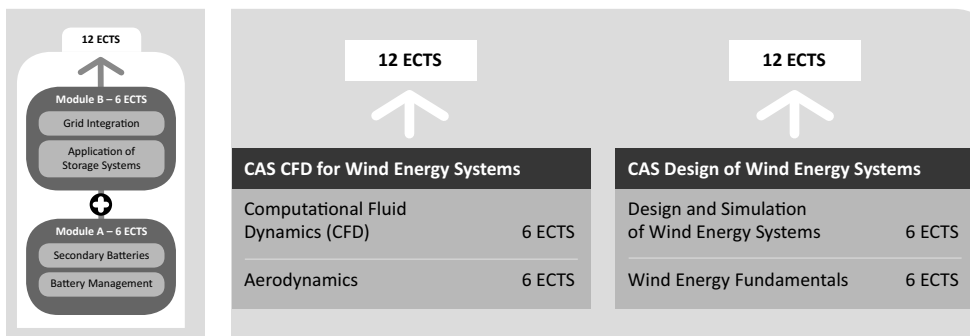 12 ECTS
Module B – 6 ECTS
Grid Integration
Application of
Storage Systems
Module A – 6 ECTS
Secondary Batteries
Battery Management
12 ECTS
CAS CFD for Wind Energy Systems
Computational Fluid
Dynamics (CFD) 6 ECTS
Aerodynamics 6 ECTS
12 ECTS
CAS Design of Wind Energy Systems
Design and Simulation
of Wind Energy Systems 6 ECTS
Wind Energy Fundamentals 6 ECTS